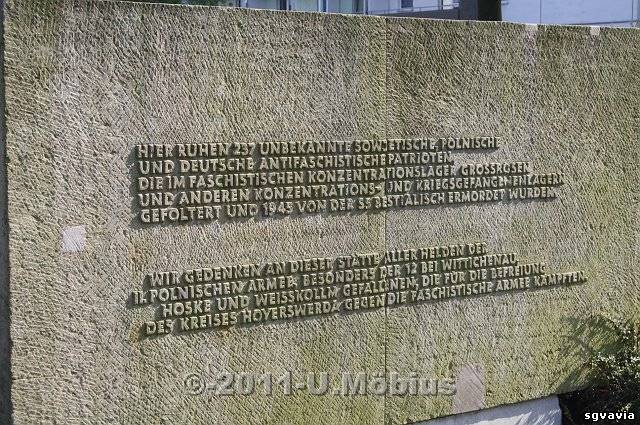 HIER RUHEN 237 UNBEKANNTE SOWJETISCHE, POLNISCHE
UND DEUTSCHE ANTIFASCHISTISCHE PATRIOTEN,
DIE IM FASCHISTISCHEN KONZENTRATIONSLAGER GROSSROSEN
UND ANDEREN KONZENTRATIONS- UND KRIEGSGEFANGENENLAGERN
GEFOLTERT UND 1945 VON DER SS BESTIALISCH ERMORDET WURDEN.
WIR GEDENKEN AN DIESER STÄTTE ALLER HELDEN DER
II. POLNISCHEN ARMEE, BESONDERS DER 12 BEI WITTICHENAU,
HOSKE UND WEISSKOLLM GEFALLENEN, DIE FÜR DIE BEFREIUNG
DES KREISES HOYERSWERDA GEGEN DIE FASCHISTISCHE ARMEE KÄMPFTEN.
©-2011-U.Möbius
sgvavia